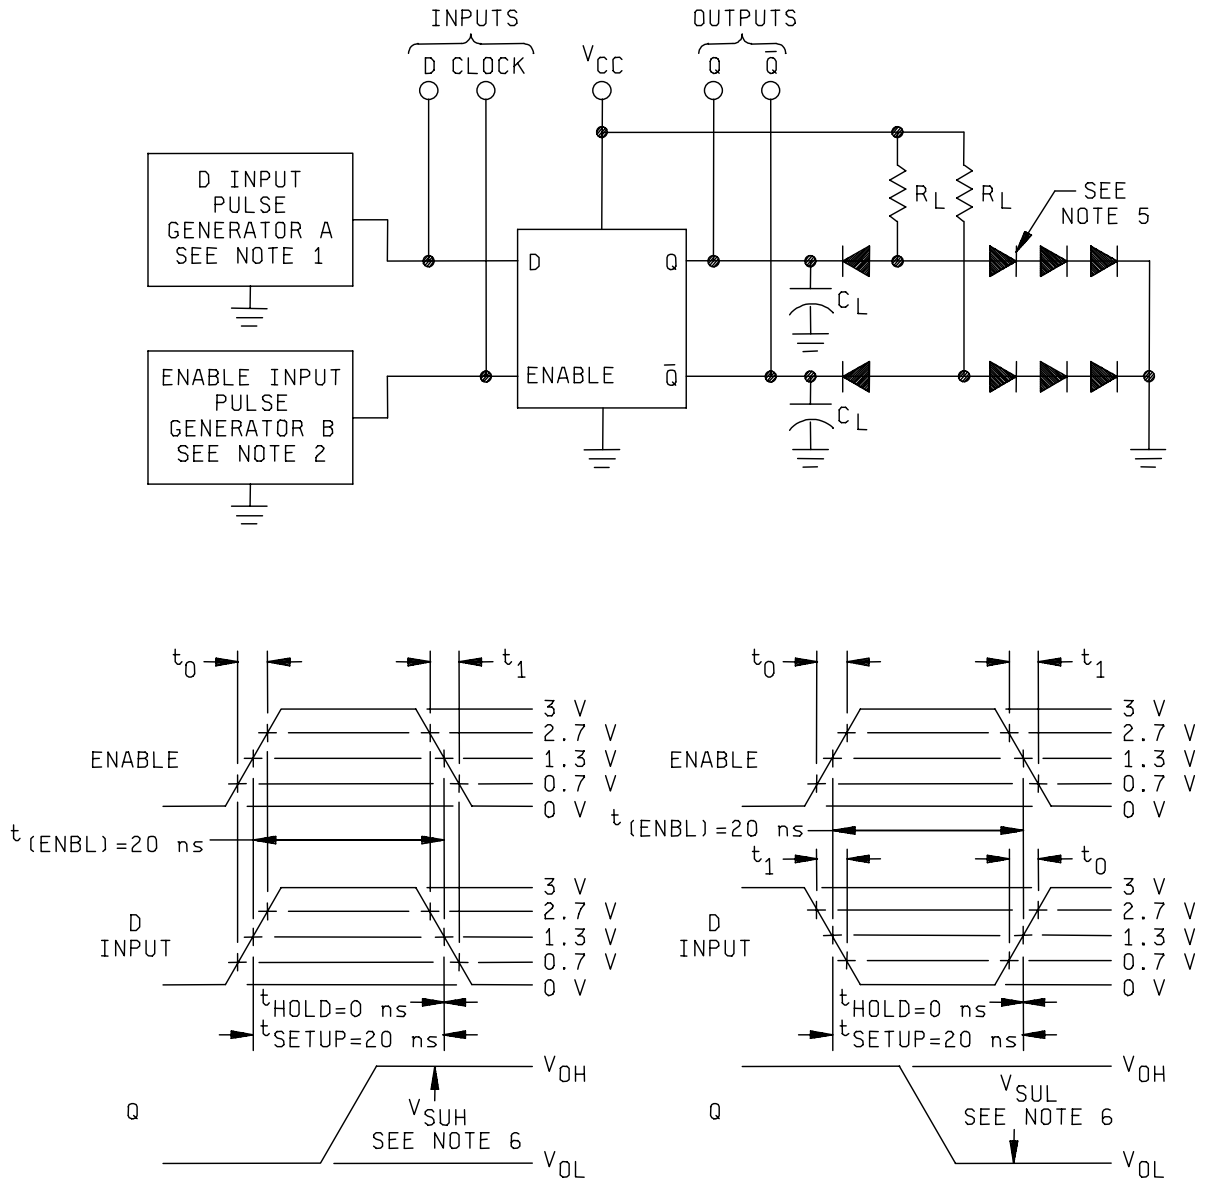 INPUTS
OUTPUTS
D CLOCK
VCC
Q
Q̅
D INPUT
PULSE
GENERATOR A
SEE NOTE 1
RL
RL
SEE
NOTE 5
D
Q
CL
ENABLE INPUT
PULSE
GENERATOR B
SEE NOTE 2
ENABLE
Q̅
CL
t0
t1
3 V
2.7 V
ENABLE
1.3 V
0.7 V
0 V
t(ENBL)=20 ns
3 V
2.7 V
D
INPUT
1.3 V
0.7 V
0 V
tHOLD=0 ns
tSETUP=20 ns
VOH
Q
VSUH
SEE NOTE 6
VOL
t0
t1
3 V
2.7 V
ENABLE
1.3 V
0.7 V
0 V
t(ENBL)=20 ns
t1
t0
3 V
2.7 V
D
INPUT
1.3 V
0.7 V
0 V
tHOLD=0 ns
tSETUP=20 ns
VOH
Q
VSUL
SEE NOTE 6
VOL